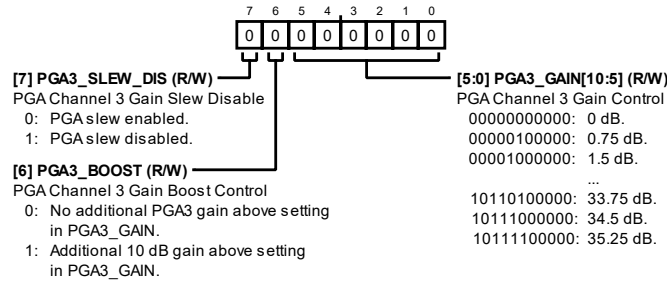 7 6 5 4 3 2 1 0
0 0 0 0 0 0 0 0
[7] PGA3_SLEW_DIS (R/W)
PGA Channel 3 Gain Slew Disable
0: PGA slew enabled.
1: PGA slew disabled.
[6] PGA3_BOOST (R/W)
PGA Channel 3 Gain Boost Control
0: No additional PGA3 gain above setting
in PGA3_GAIN.
1: Additional 10 dB gain above setting
in PGA3_GAIN.
[5:0] PGA3_GAIN[10:5] (R/W)
PGA Channel 3 Gain Control
00000000000: 0 dB.
00000100000: 0.75 dB.
00001000000: 1.5 dB.
...
10110100000: 33.75 dB.
10111000000: 34.5 dB.
10111100000: 35.25 dB.